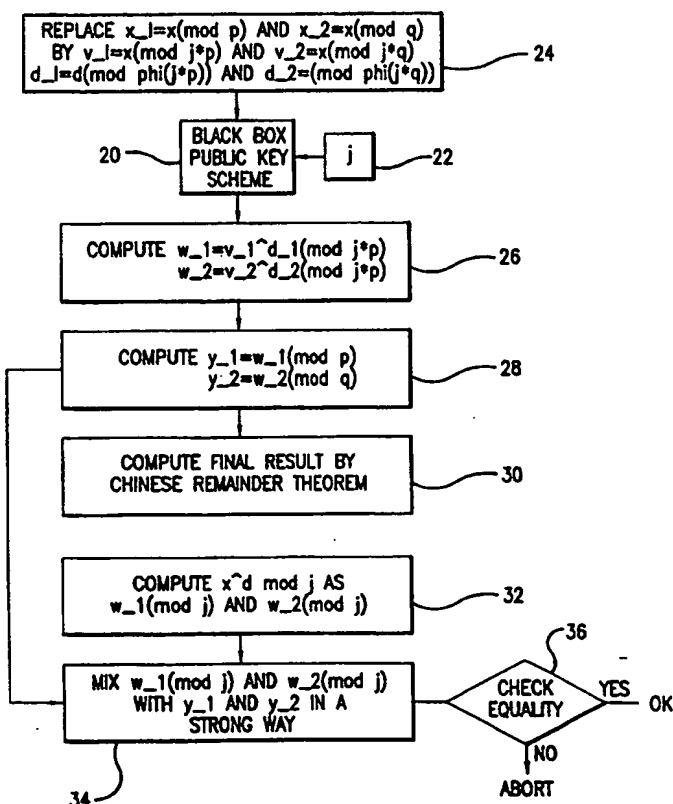 REPLACE x_l=x(mod p) AND x_2=x(mod q)
BY v_l=x(mod j*p) AND v_2=x(mod j*q)
d_l=d(mod phi(j*p)) AND d_2=(mod phi(j*q))
24
BLACK BOX
PUBLIC KEY
SCHEME
20
j
22
COMPUTE w_1=v_1^d_1(mod j*p)
w_2=v_2^d_2(mod j*p)
26
COMPUTE y_1=w_1(mod p)
y_2=w_2(mod q)
28
COMPUTE FINAL RESULT BY
CHINESE REMAINDER THEOREM
30
COMPUTE x^d mod j AS
w_1(mod j) AND w_2(mod j)
32
MIX w_1(mod j) AND w_2(mod j)
WITH y_1 AND y_2 IN A
STRONG WAY
34
36
CHECK
EQUALITY
YES
OK
NO
ABORT